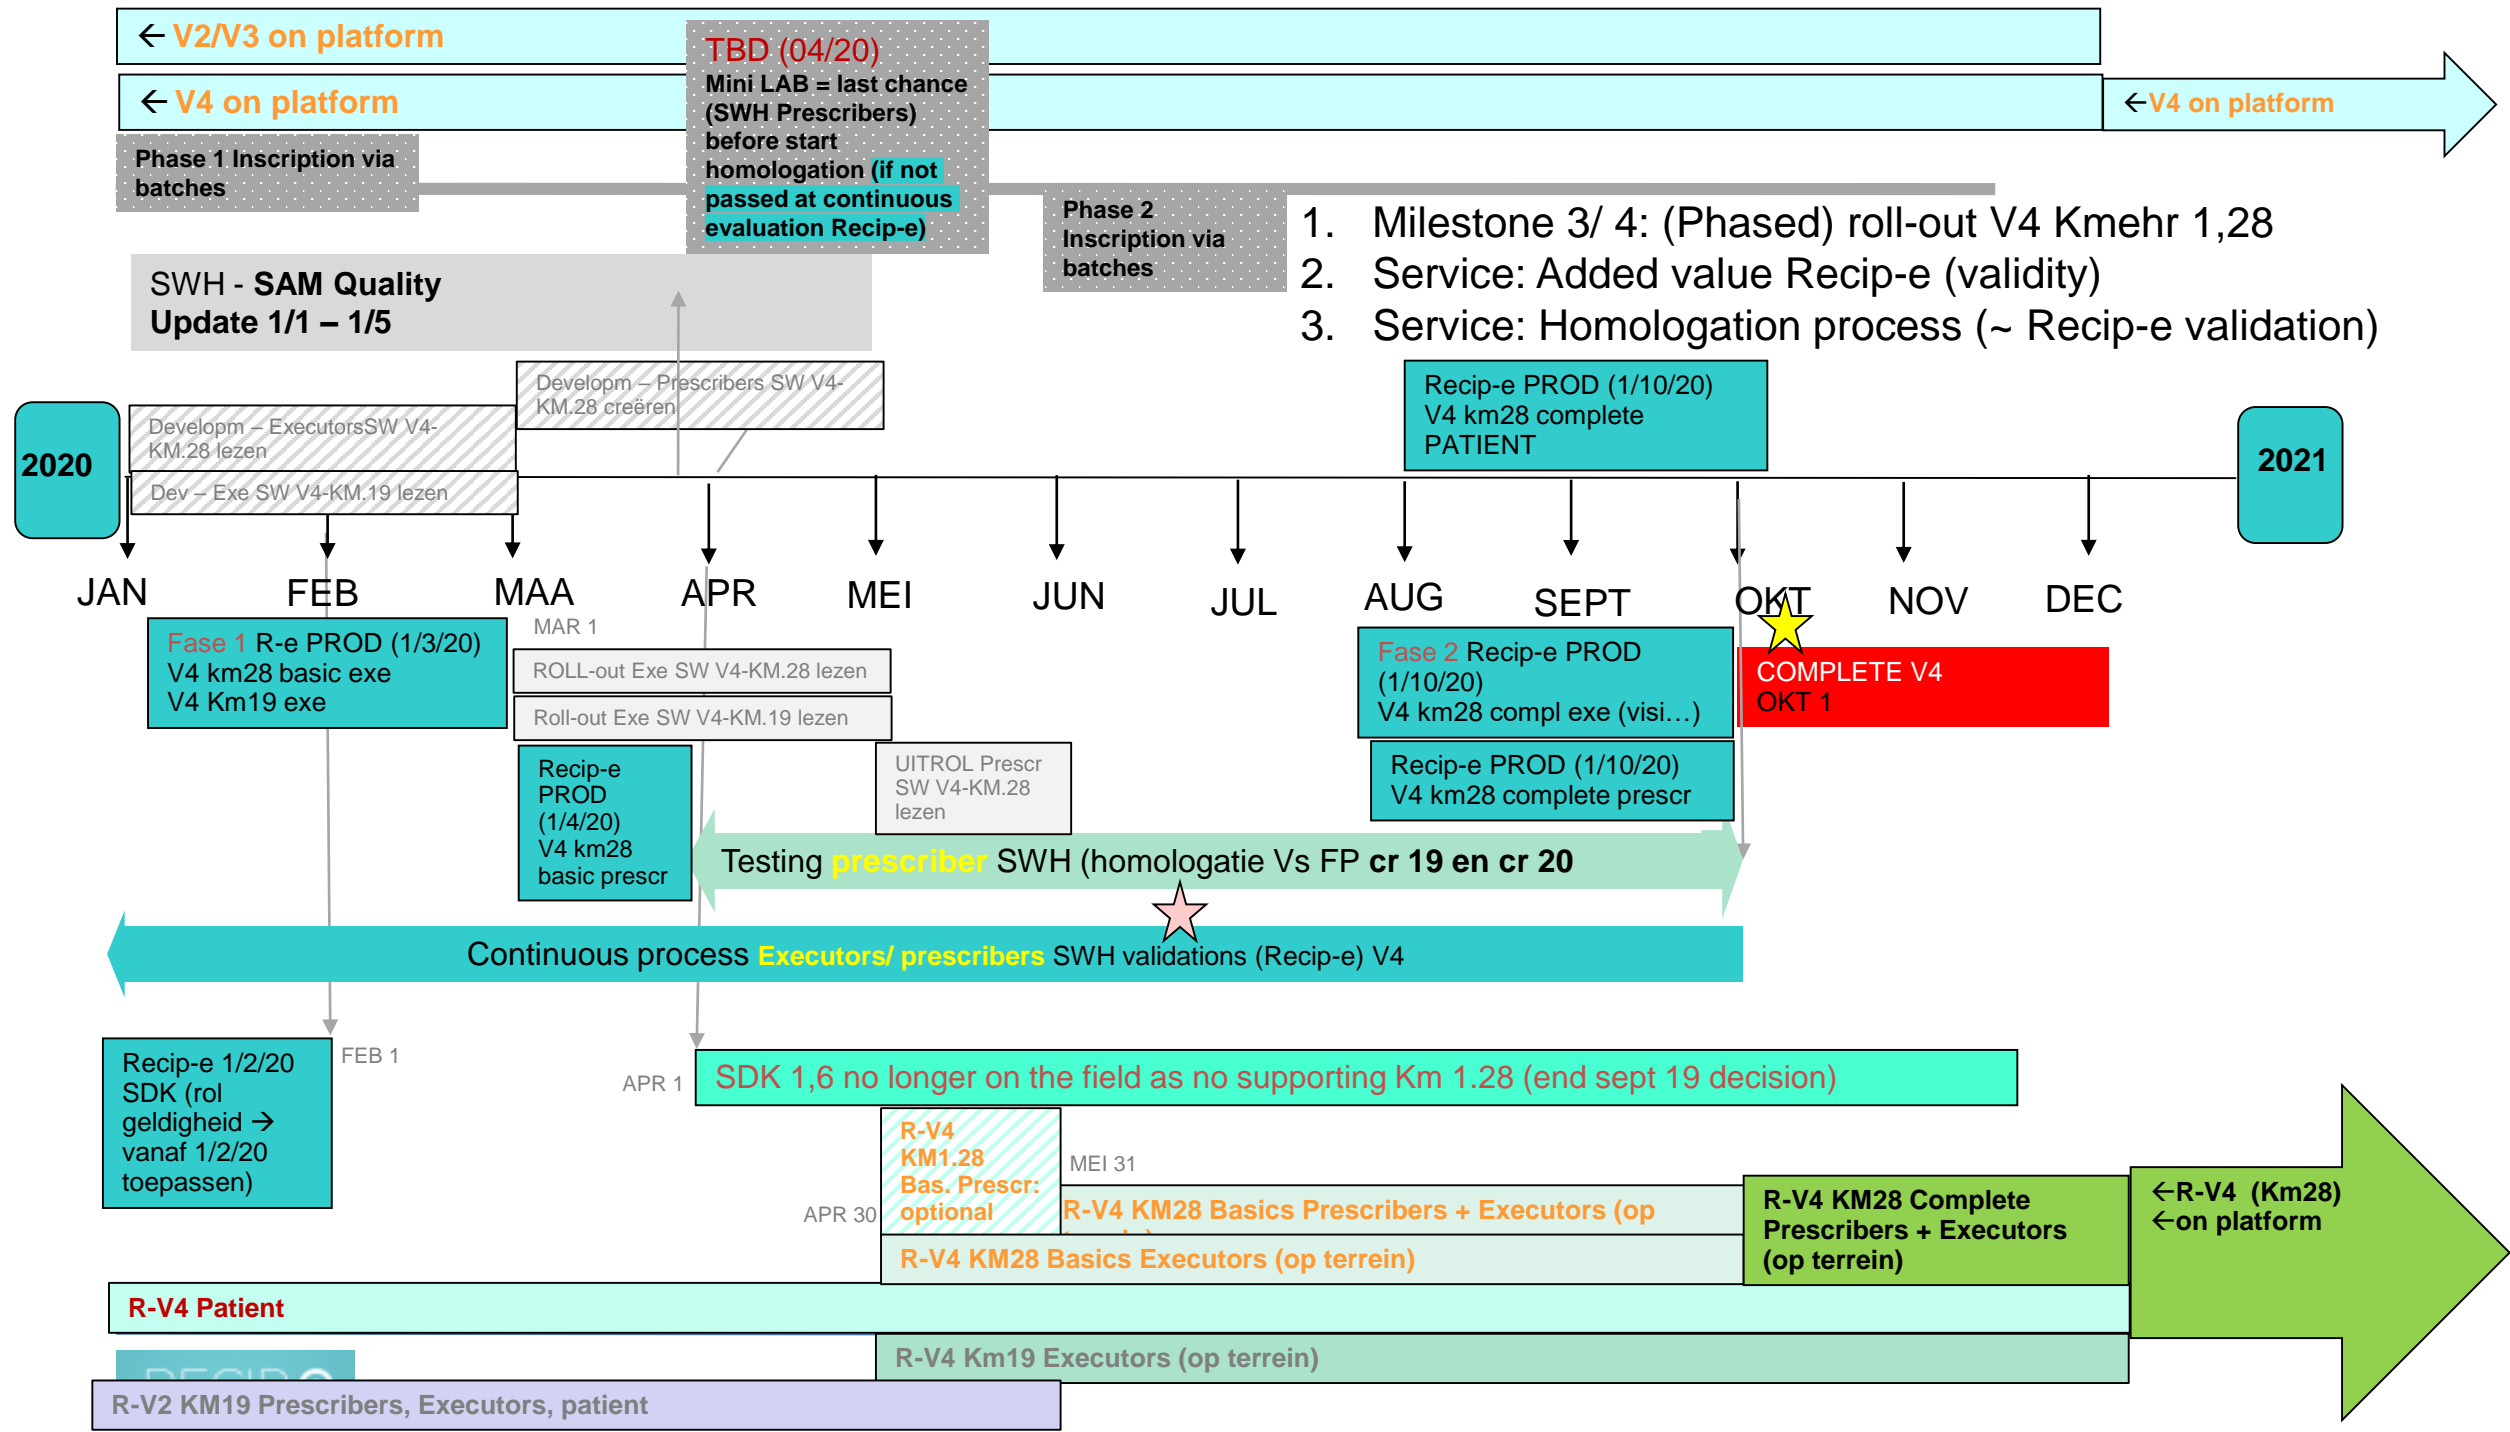 ← V2/V3 on platform
TBD (04/20)
Mini LAB = last chance
(SWH Prescribers)
before start
homologation (if not
passed at continuous
evaluation Recip-e)
← V4 on platform
←V4 on platform
Phase 1 Inscription via
batches
Phase 2
Inscription via
batches
1. Milestone 3/ 4: (Phased) roll-out V4 Kmehr 1,28
2. Service: Added value Recip-e (validity)
3. Service: Homologation process (~ Recip-e validation)
SWH - SAM Quality
Update 1/1 – 1/5
Developm – Prescribers SW V4-
KM.28 creëren
Developm – ExecutorsSW V4-
KM.28 lezen
Dev – Exe SW V4-KM.19 lezen
Recip-e PROD (1/10/20)
V4 km28 complete
PATIENT
2020
2021
JAN
FEB
MAA
APR
MEI
JUN
JUL
AUG
SEPT
OKT
NOV
DEC
Fase 1 R-e PROD (1/3/20)
V4 km28 basic exe
V4 Km19 exe
MAR 1
ROLL-out Exe SW V4-KM.28 lezen
Roll-out Exe SW V4-KM.19 lezen
Recip-e
PROD
(1/4/20)
V4 km28
basic prescr
UITROL Prescr
SW V4-KM.28
lezen
Fase 2 Recip-e PROD
(1/10/20)
V4 km28 compl exe (visi…)
Recip-e PROD (1/10/20)
V4 km28 complete prescr
COMPLETE V4
OKT 1
Testing prescriber SWH (homologatie Vs FP cr 19 en cr 20
Continuous process Executors/ prescribers SWH validations (Recip-e) V4
Recip-e 1/2/20
SDK (rol
geldigheid →
vanaf 1/2/20
toepassen)
FEB 1
APR 1
SDK 1,6 no longer on the field as no supporting Km 1.28 (end sept 19 decision)
R-V4
KM1.28
Bas. Prescr:
optional
MEI 31
APR 30
R-V4 KM28 Basics Prescribers + Executors (op
R-V4 KM28 Basics Executors (op terrein)
R-V4 KM28 Complete
Prescribers + Executors
(op terrein)
←R-V4 (Km28)
←on platform
R-V4 Patient
R-V4 Km19 Executors (op terrein)
R-V2 KM19 Prescribers, Executors, patient